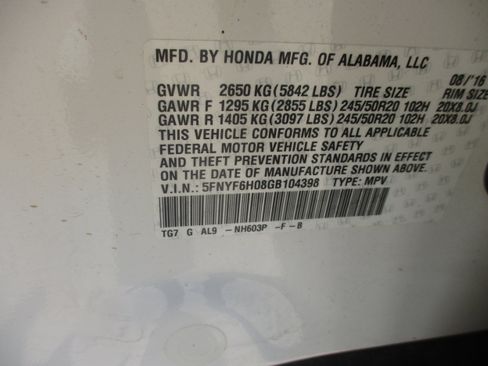 MFD. BY HONDA MFG. OF ALABAMA, LLC 08/'16
GVWR 2650 KG (5842 LBS) TIRE SIZE RIM SIZE
GAWR F 1295 KG (2855 LBS) 245/50R20 102H 20X8.0J
GAWR R 1405 KG (3097 LBS) 245/50R20 102H 20X8.0J
THIS VEHICLE CONFORMS TO ALL APPLICABLE
FEDERAL MOTOR VEHICLE SAFETY
AND THEFT PREVENTION STANDARDS IN EFFECT
ON THE DATE OF MANUFACTURE SHOWN ABOVE.
V.I.N.: 5FNYF6H08GB104398 TYPE: MPV
TG7 G AL9 -NH603P -F -B